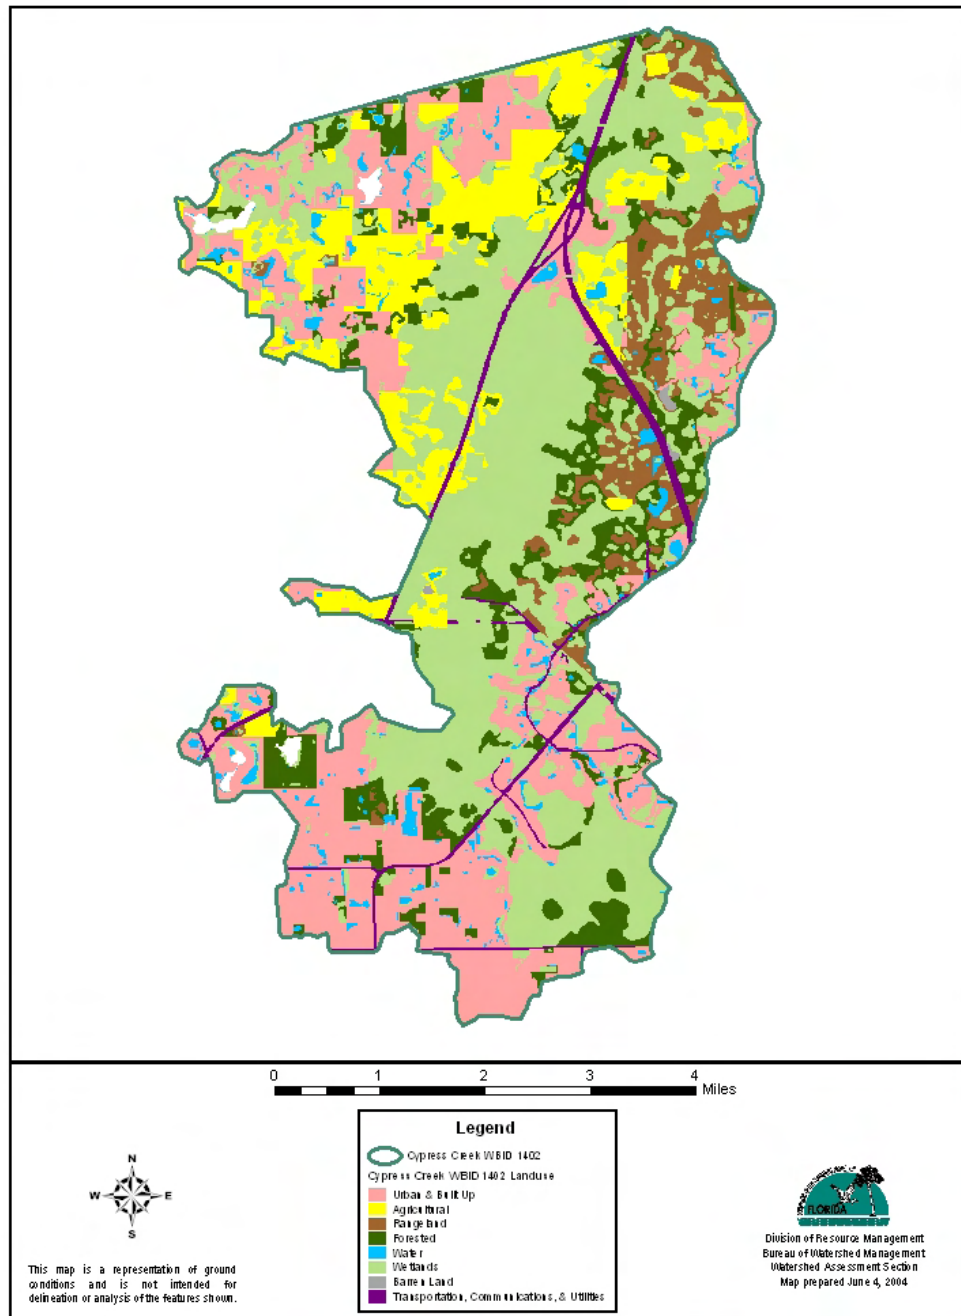 0 1 2 3 4
Miles
Legend
Cypress Creek WBID 1402
Cypress Creek WBID 1402 Landuse
Urban & Built Up
Agricultural
Rangeland
Forested
Water
Wetlands
Barren Land
Transportation, Communications, & Utilities
N
W E
S
This map is a representation of ground
conditions and is not intended for
delineation or analysis of the features shown.
FLORIDA
Division of Resource Management
Bureau of Watershed Management
Watershed Assessment Section
Map prepared June 4, 2004